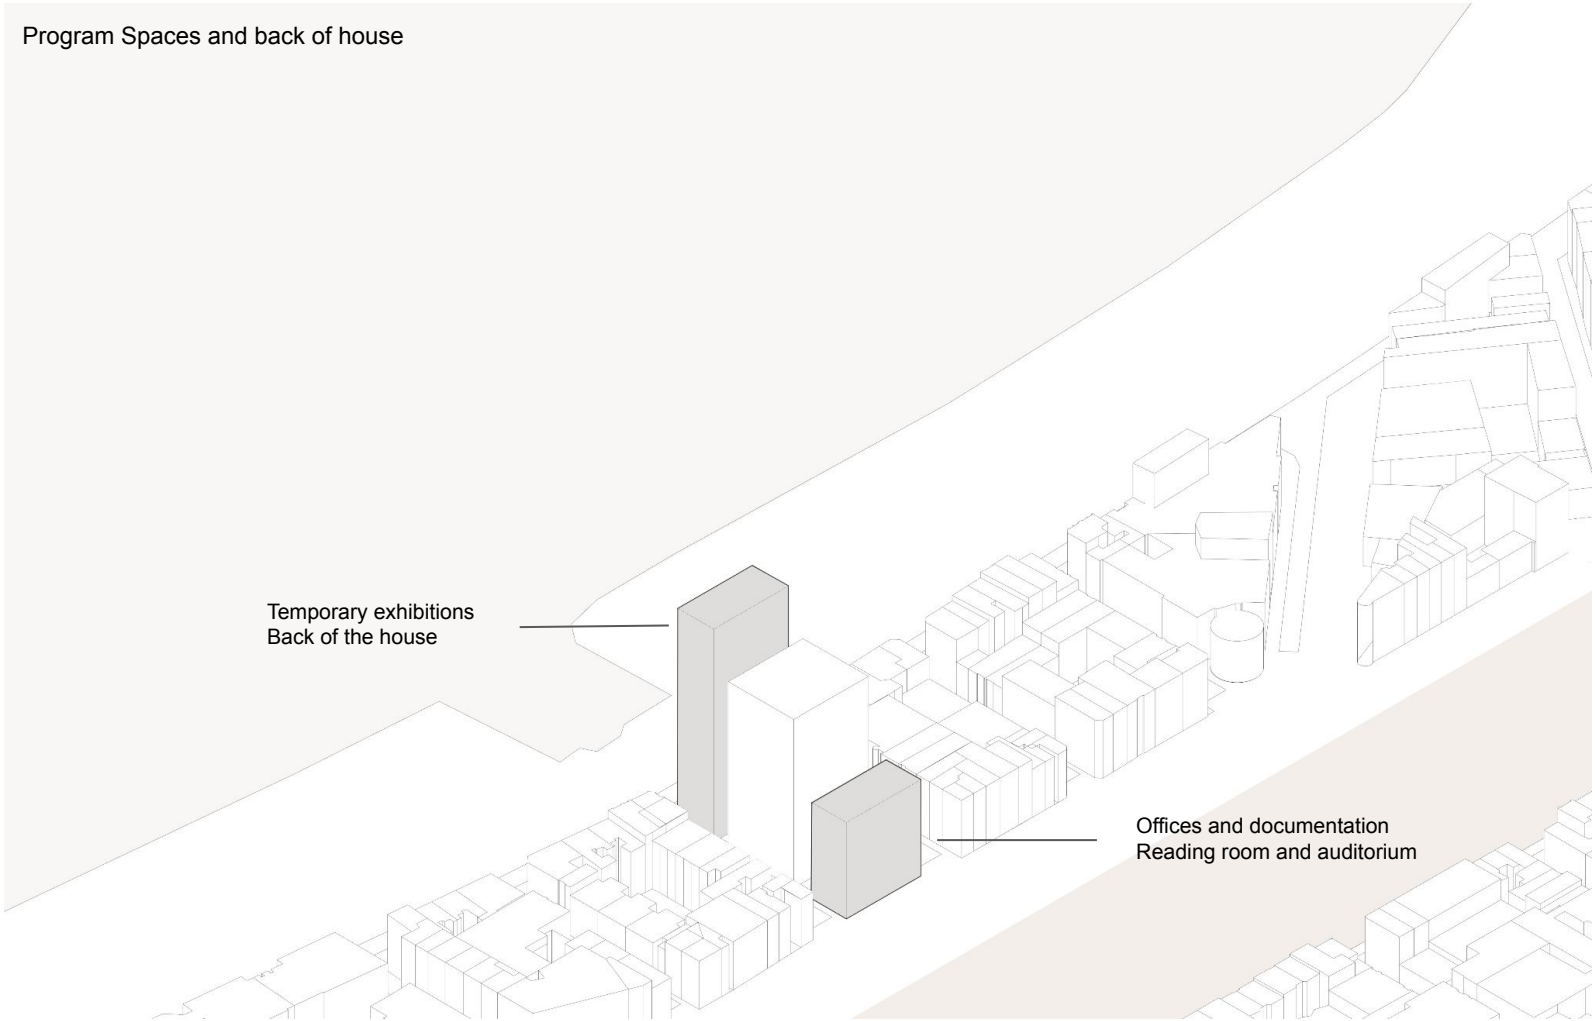 Program Spaces and back of house
Temporary exhibitions
Back of the house
Offices and documentation
Reading room and auditorium